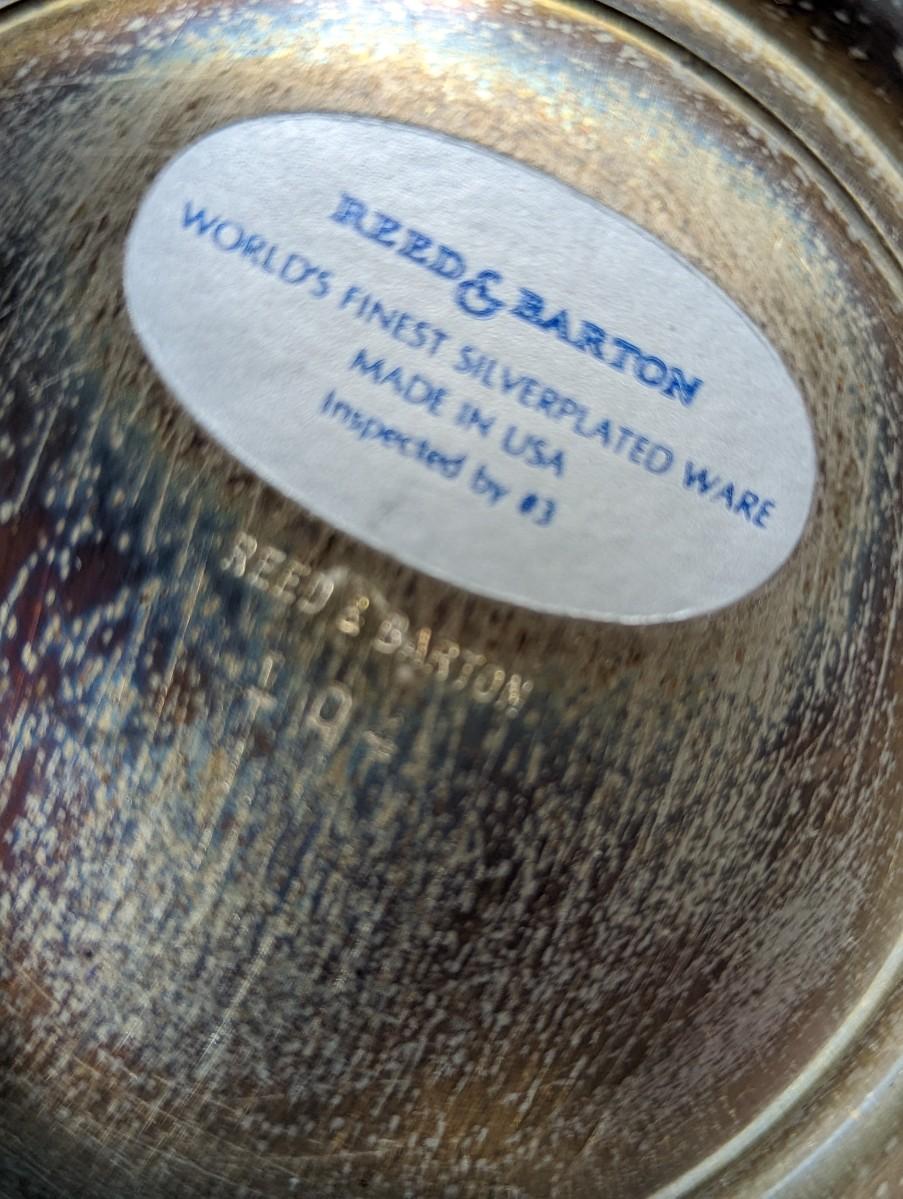 REED & BARTON
WORLD'S FINEST SILVERPLATED WARE
MADE IN USA
Inspected by #3
REED & BARTON